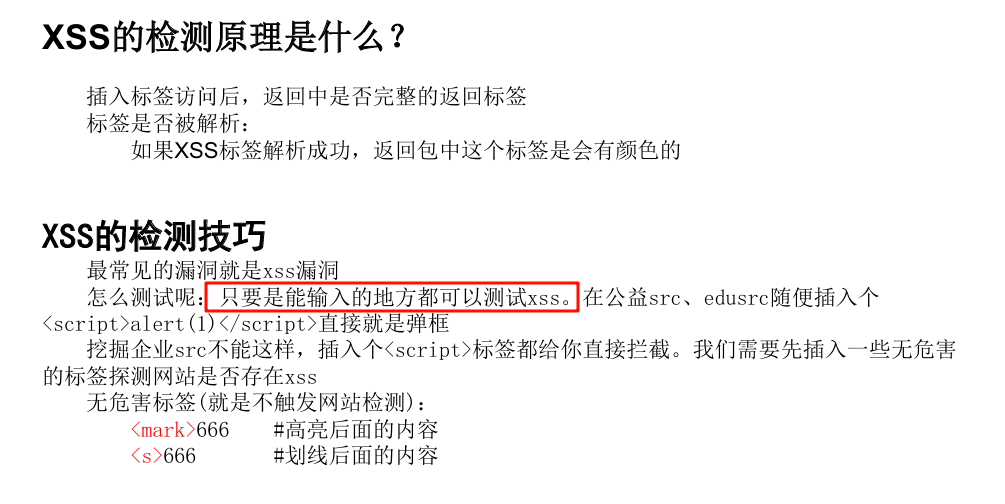 XSS的检测原理是什么？
插入标签访问后，返回中是否完整的返回标签
标签是否被解析：
如果XSS标签解析成功，返回包中这个标签是会有颜色的
XSS的检测技巧
最常见的漏洞就是xss漏洞
怎么测试呢：只要是能输入的地方都可以测试xss。在公益src、edusrc随便插入个
<script>alert(1)</script>直接就是弹框
挖掘企业src不能这样，插入个<script>标签都给你直接拦截。我们需要先插入一些无危害
的标签探测网站是否存在xss
无危害标签(就是不触发网站检测)：
<mark>666    #高亮后面的内容
<s>666    #划线后面的内容